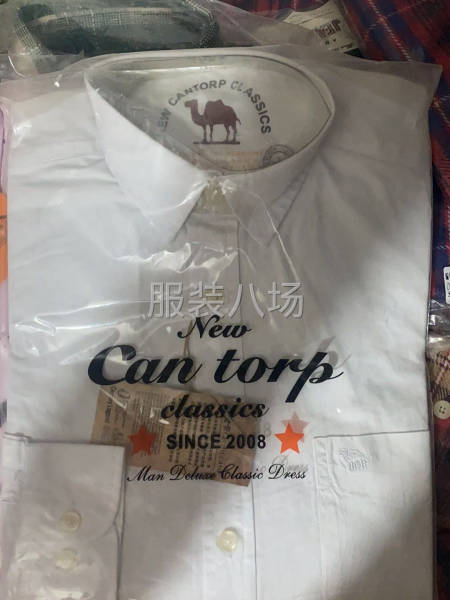 NEW CANTORP CLASSICS
服装八场
New
Can torp
classics
SINCE 2008
Man Deluxe Classic Dress